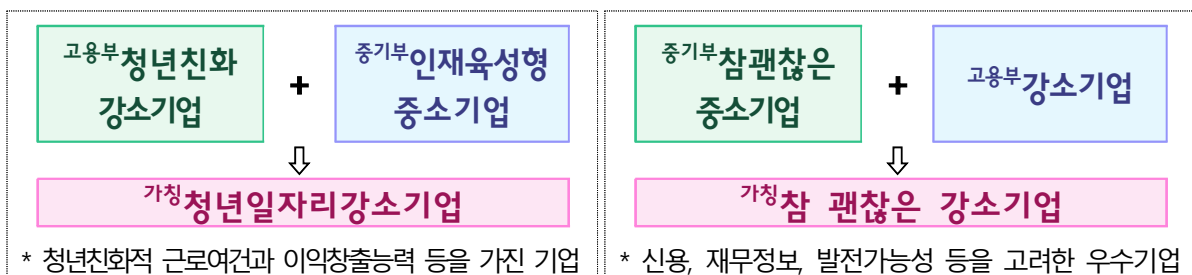 고용부청년친화
강소기업
+
중기부인재육성형
중소기업
⇩
가칭청년일자리강소기업
* 청년친화적 근로여건과 이익창출능력 등을 가진 기업
중기부참괜찮은
중소기업
+
고용부강소기업
⇩
가칭참 괜찮은 강소기업
* 신용, 재무정보, 발전가능성 등을 고려한 우수기업